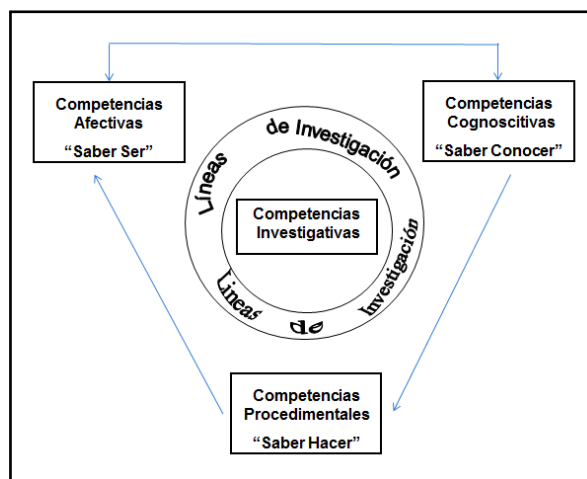 Competencias
Afectivas
“Saber Ser”
Competencias
Cognoscitivas
“Saber Conocer”
Líneas de Investigación
Competencias
Investigativas
Lineas de Investigación
Competencias
Procedimentales
“Saber Hacer”